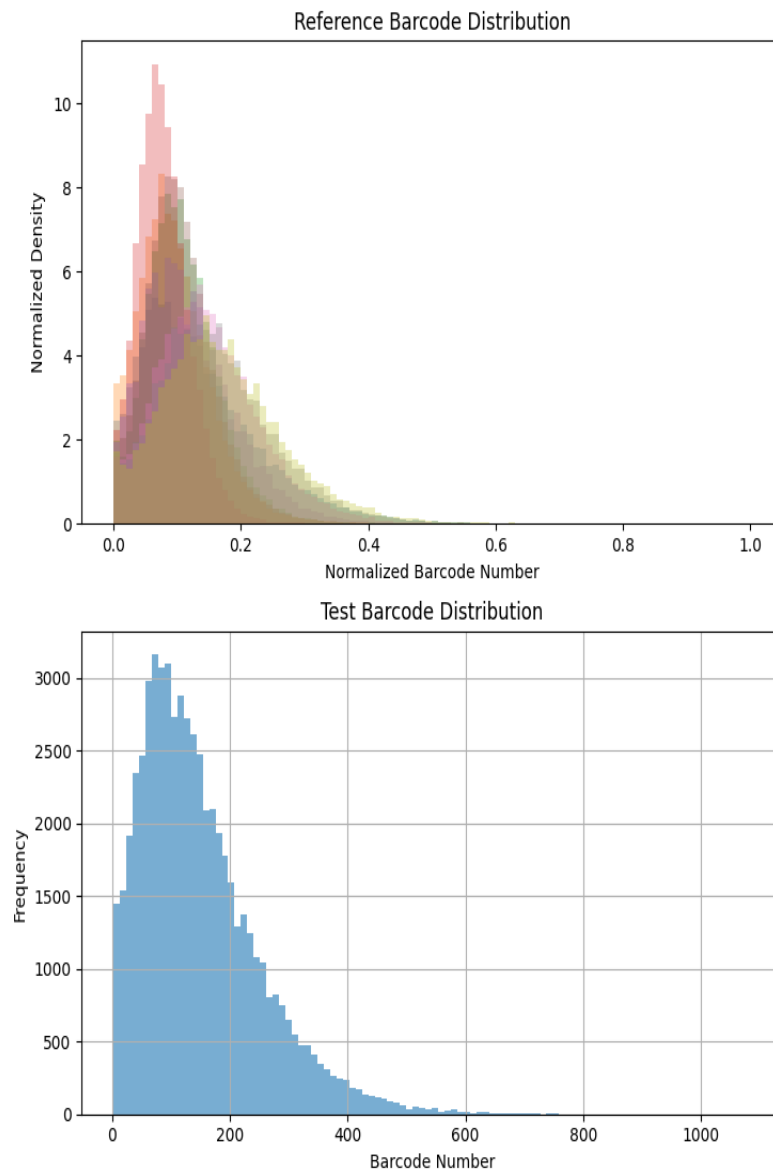 Reference Barcode Distribution
10
8
6
4
2
0
Normalized Density
0.0 0.2 0.4 0.6 0.8 1.0
Normalized Barcode Number
Test Barcode Distribution
3000
2500
2000
1500
1000
500
0
Frequency
0 200 400 600 800 1000
Barcode Number